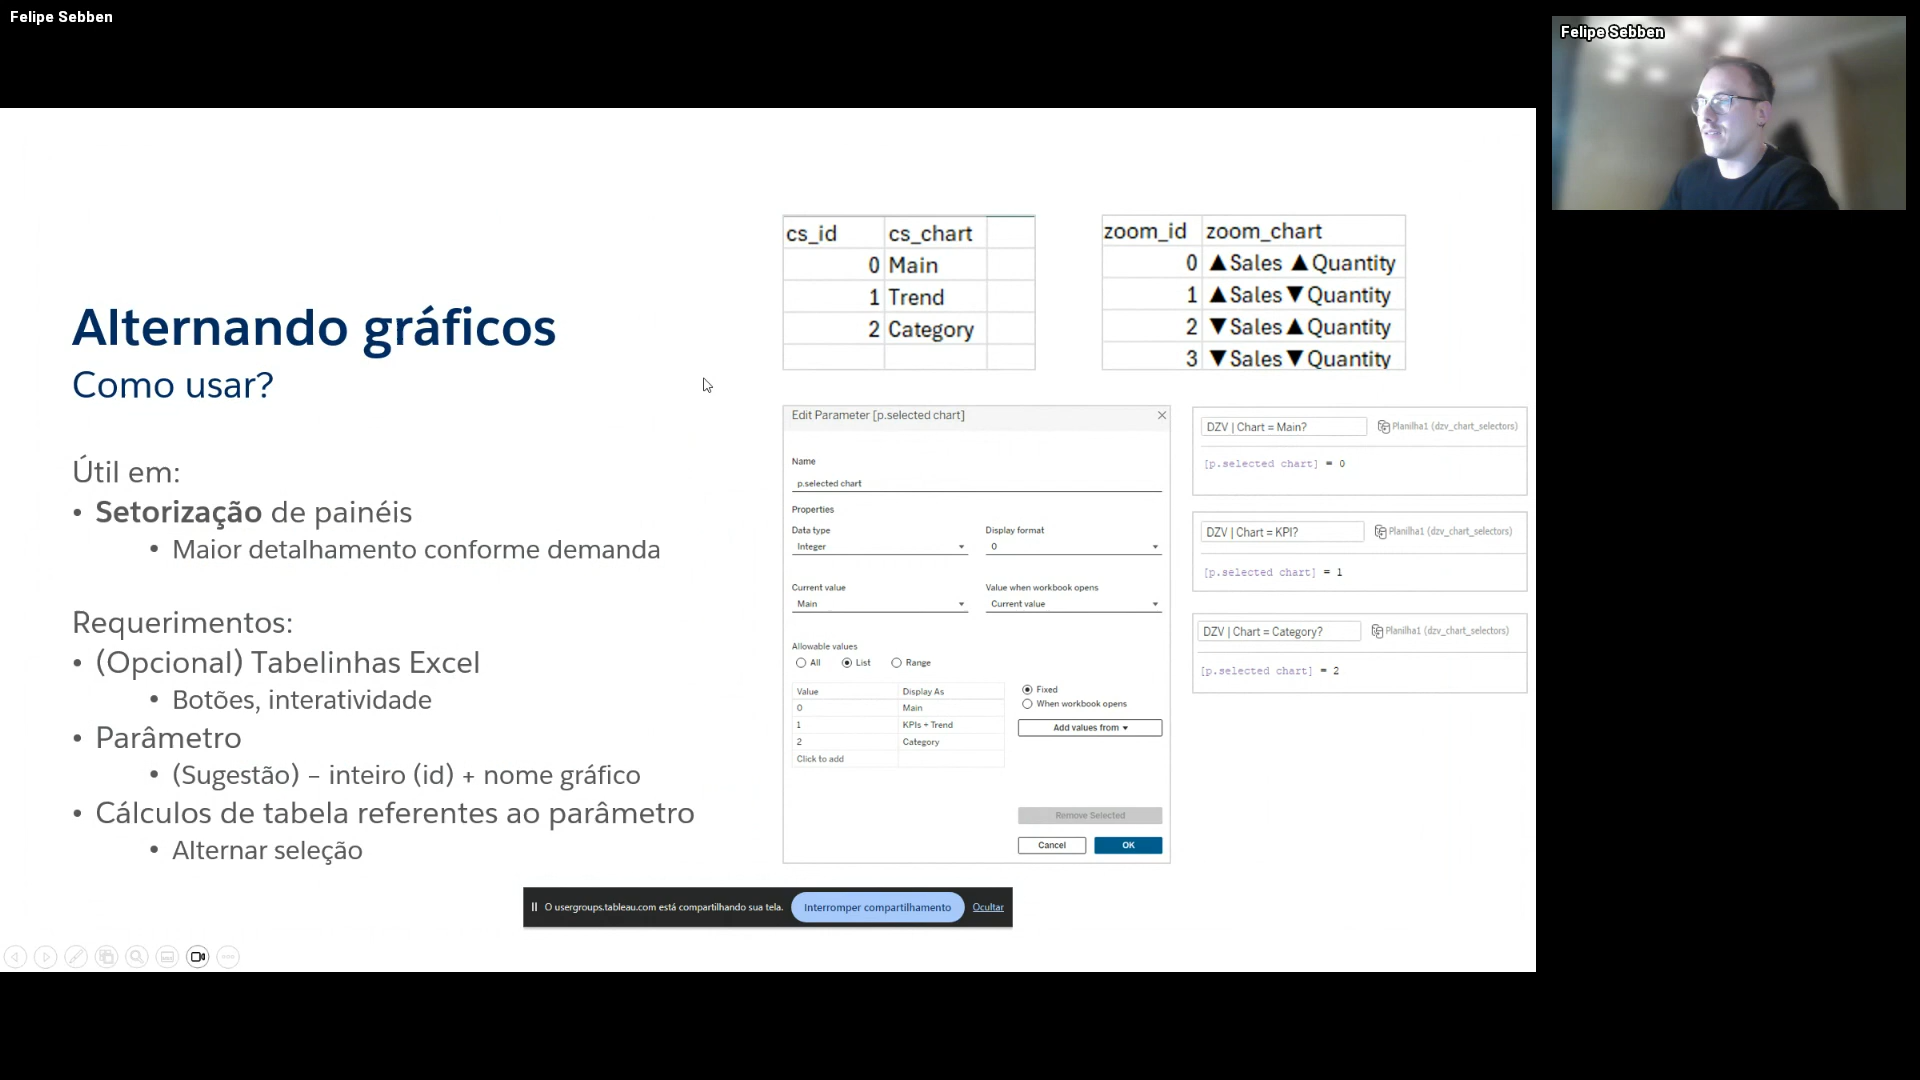 Felipe Sebben
Felipe Sebben
Alternando gráficos
Como usar?
Útil em:
• Setorização de painéis
• Maior detalhamento conforme demanda
Requerimentos:
• (Opcional) Tabelinhas Excel
• Botões, interatividade
• Parâmetro
• (Sugestão) – inteiro (id) + nome gráfico
• Cálculos de tabela referentes ao parâmetro
• Alternar seleção
cs_id cs_chart
0 Main
1 Trend
2 Category
zoom_id zoom_chart
0 ▲Sales ▲Quantity
1 ▲Sales▼Quantity
2 ▼Sales▲Quantity
3 ▼Sales▼Quantity
Edit Parameter [p.selected chart]
Name
p.selected chart
Properties
Data type Display format
Integer 0
Current value Value when workbook opens
Main Current value
Allowable values
All List Range
Value Display As
0 Main
1 KPIs + Trend
2 Category
Click to add
Fixed
When workbook opens
Add values from
Remove Selected
Cancel OK
DZV | Chart = Main? Planilha1 (dzv_chart_selectors)
[p.selected chart] = 0
DZV | Chart = KPI? Planilha1 (dzv_chart_selectors)
[p.selected chart] = 1
DZV | Chart = Category? Planilha1 (dzv_chart_selectors)
[p.selected chart] = 2
O usergroups.tableau.com está compartilhando sua tela. Interromper compartilhamento Ocultar